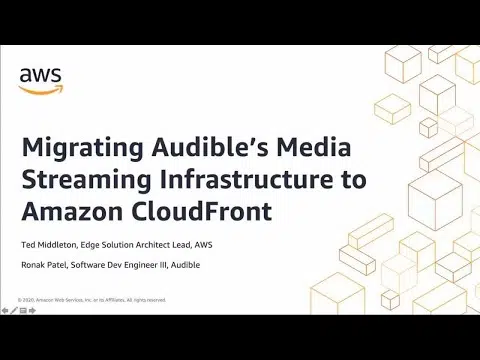 aws
Migrating Audible's Media
Streaming Infrastructure to
Amazon CloudFront
Ted Middleton, Edge Solution Architect Lead, AWS
Ronak Patel, Software Dev Engineer III, Audible
© 2020, Amazon Web Services, Inc. or its Affiliates. All rights reserved.